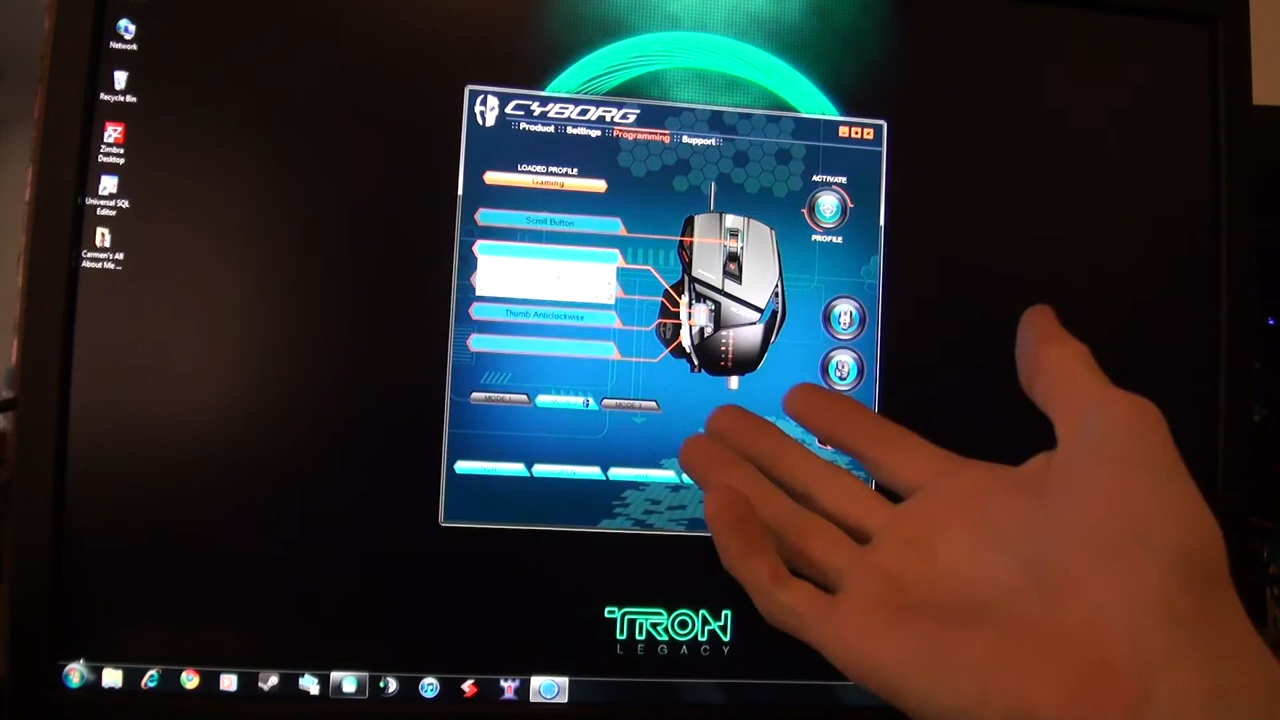 Network
Recycle Bin
Zimbra
Desktop
Universal SQL
Editor
Carmen's All
About Me ...
CYBORG
:: Product :: Settings :: Programming :: Support ::
LOADED PROFILE
Gaming
ACTIVATE
PROFILE
Scroll Button
Thumb Anticlockwise
MODE 1
MODE 3
TRON
LEGACY